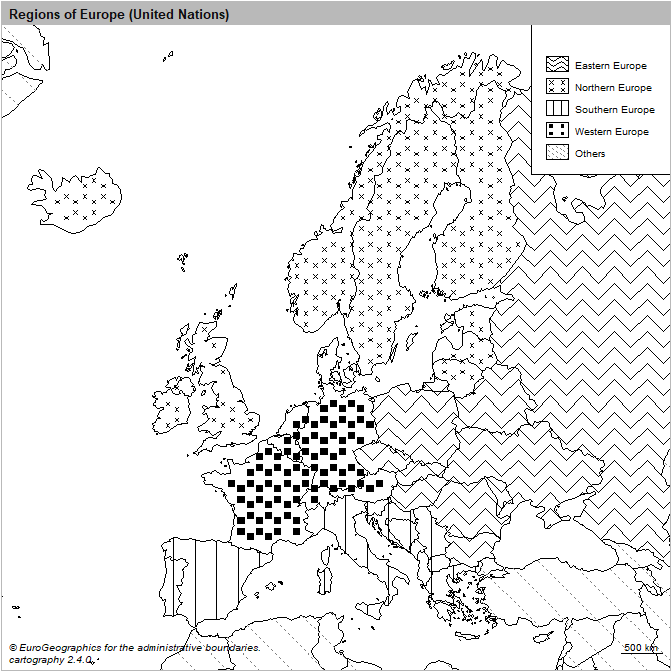 Regions of Europe (United Nations)
Eastern Europe
Northern Europe
Southern Europe
Western Europe
Others
© EuroGeographics for the administrative boundaries.
cartography 2.4.0
500 km